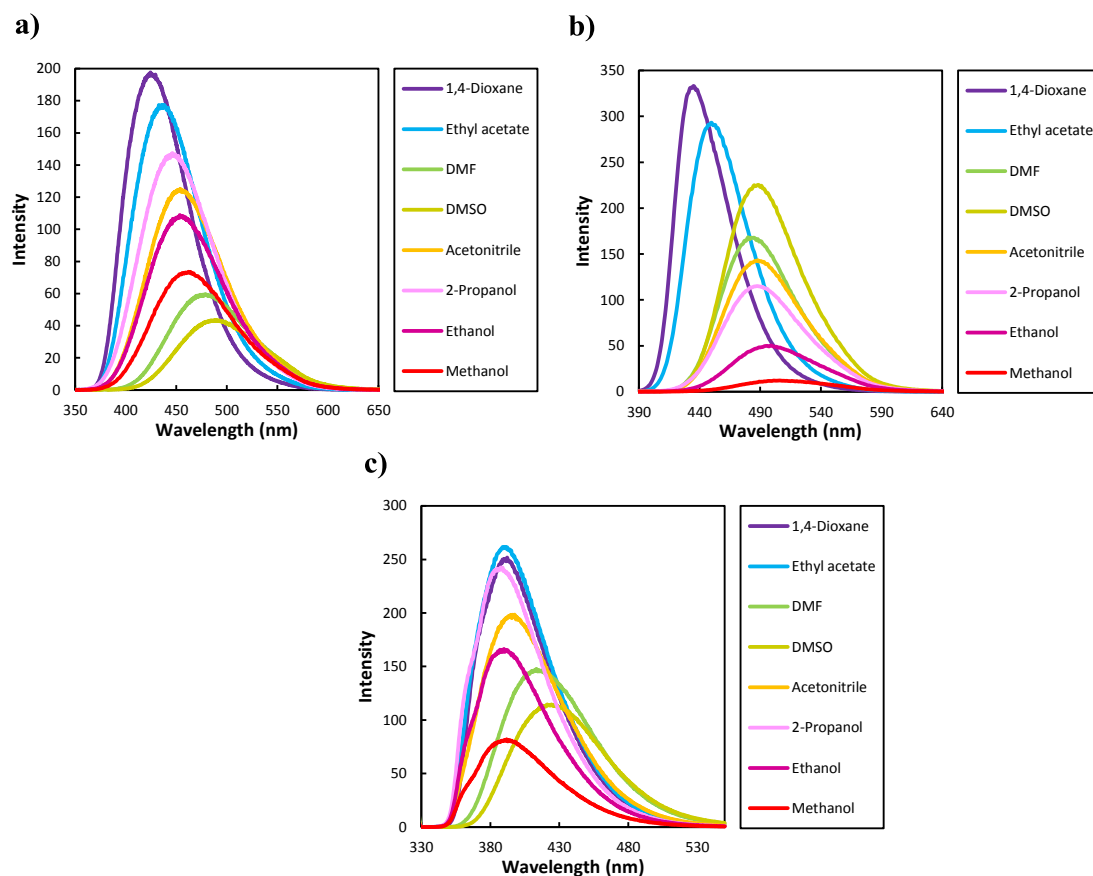 a)
200
180
160
140
120
100
80
60
40
20
0
350 400 450 500 550 600 650
Intensity
Wavelength (nm)
1,4-Dioxane
Ethyl acetate
DMF
DMSO
Acetonitrile
2-Propanol
Ethanol
Methanol
b)
350
300
250
200
150
100
50
0
390 440 490 540 590 640
Intensity
Wavelength (nm)
1,4-Dioxane
Ethyl acetate
DMF
DMSO
Acetonitrile
2-Propanol
Ethanol
Methanol
c)
300
250
200
150
100
50
0
330 380 430 480 530
Intensity
Wavelength (nm)
1,4-Dioxane
Ethyl acetate
DMF
DMSO
Acetonitrile
2-Propanol
Ethanol
Methanol